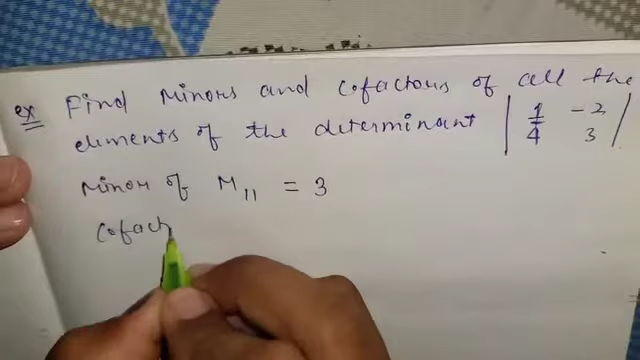 ex Find Minors and Cofactors of all the
elements of the determinant | 1 -2 |
| 4 3 |
Minor of M₁₁ = 3
Cofact